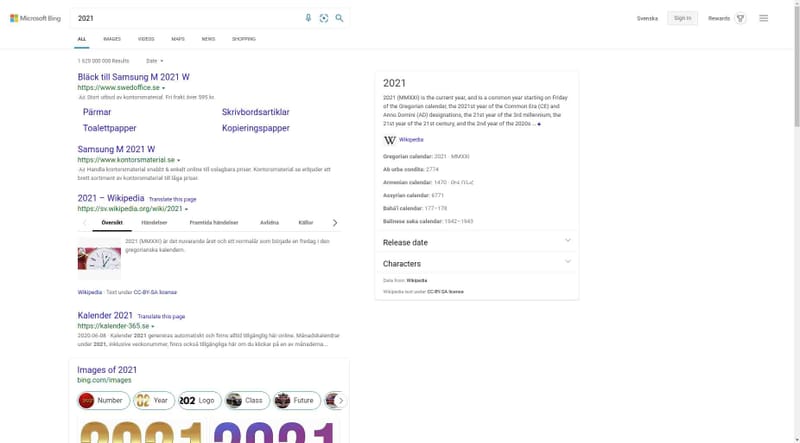 Microsoft Bing
2021
Svenska
Sign in
Rewards
ALL
IMAGES
VIDEOS
MAPS
NEWS
SHOPPING
1 620 000 000 Results
Date
Bläck till Samsung M 2021 W
https://www.swedoffice.se
Ad Stort utbud av kontorsmaterial. Fri frakt över 595 kr.
Pärmar
Skrivbordsartiklar
Toalettpapper
Kopieringspapper
Samsung M 2021 W
https://www.kontorsmaterial.se
Ad Handla kontorsmaterial snabbt & enkelt online till oslagbara priser. Kontorsmaterial.se erbjuder ett
brett sortiment av kontorsmaterial till låga priser.
2021 – Wikipedia Translate this page
https://sv.wikipedia.org/wiki/2021
Översikt
Händelser
Framtida händelser
Avlidna
Källor
2021 (MMXXI) är det nuvarande året och ett normalår som började en fredag i den
gregorianska kalendern.
Wikipedia · Text under CC-BY-SA license
Kalender 2021 Translate this page
https://kalender-365.se
2020-06-08 · Kalender 2021 genereras automatiskt och finns alltid tillgänglig här online. Månadskalendrar
under 2021, inklusive veckonummer, finns också tillgängliga här om du klickar på en av månaderna...
Images of 2021
bing.com/images
Number
Year
Logo
Class
Future
2021 2021
2021
2021 (MMXXI) is the current year, and is a common year starting on Friday
of the Gregorian calendar, the 2021st year of the Common Era (CE) and
Anno Domini (AD) designations, the 21st year of the 3rd millennium, the
21st year of the 21st century, and the 2nd year of the 2020s ...
W Wikipedia
Gregorian calendar: 2021 · MMXXI
Ab urbe condita: 2774
Armenian calendar: 1470
Assyrian calendar: 6771
Bahá'í calendar: 177–178
Balinese saka calendar: 1942–1943
Release date
Characters
Data from: Wikipedia
Wikipedia text under CC-BY-SA license